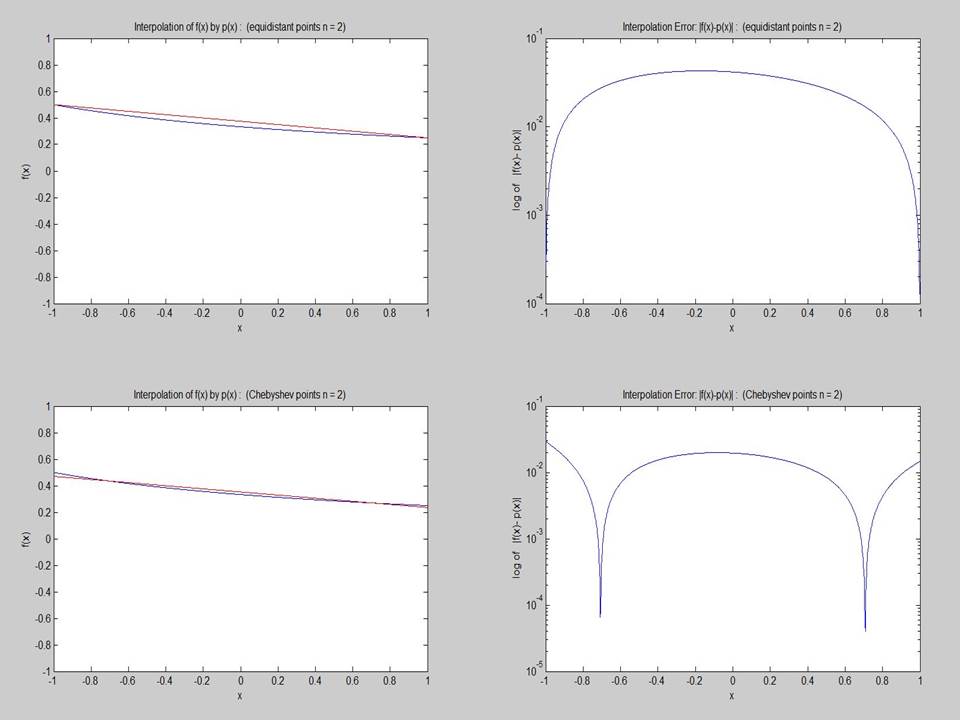 Interpolation of f(x) by p(x) : (equidistant points n = 2)
1
0.8
0.6
0.4
0.2
0
-0.2
-0.4
-0.6
-0.8
-1
f(x)
-1 -0.8 -0.6 -0.4 -0.2 0 0.2 0.4 0.6 0.8 1
x
Interpolation Error: |f(x)-p(x)| : (equidistant points n = 2)
10^-1
10^-2
10^-3
10^-4
log of |f(x)- p(x)|
-1 -0.8 -0.6 -0.4 -0.2 0 0.2 0.4 0.6 0.8 1
x
Interpolation of f(x) by p(x) : (Chebyshev points n = 2)
1
0.8
0.6
0.4
0.2
0
-0.2
-0.4
-0.6
-0.8
-1
f(x)
-1 -0.8 -0.6 -0.4 -0.2 0 0.2 0.4 0.6 0.8 1
x
Interpolation Error: |f(x)-p(x)| : (Chebyshev points n = 2)
10^-1
10^-2
10^-3
10^-4
10^-5
log of |f(x)- p(x)|
-1 -0.8 -0.6 -0.4 -0.2 0 0.2 0.4 0.6 0.8 1
x